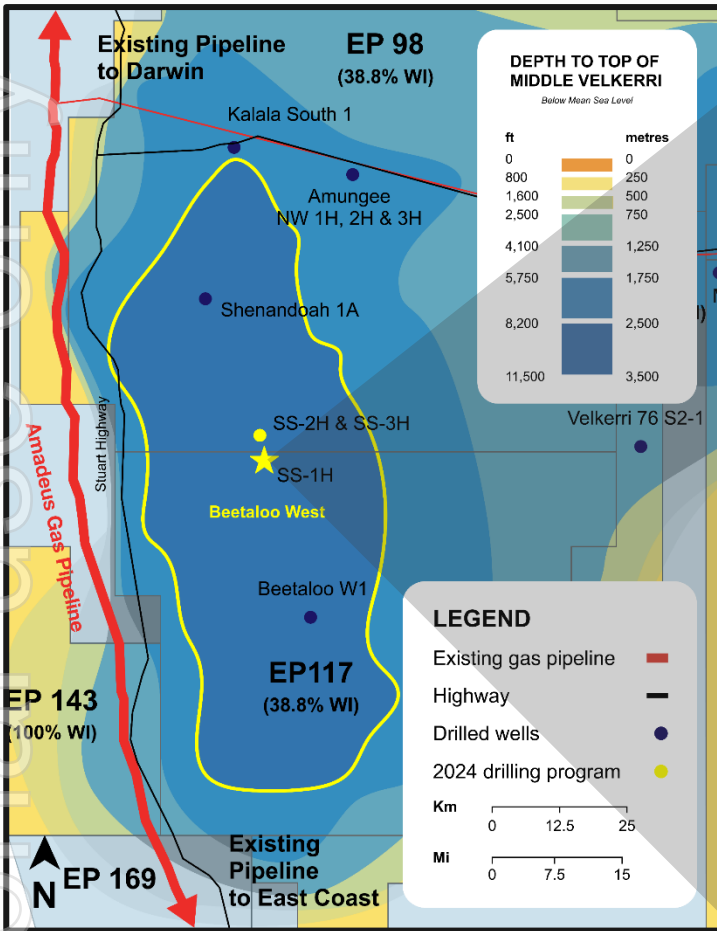 Existing Pipeline
to Darwin
EP 98
(38.8% WI)
Kalala South 1
Amungee
NW 1H, 2H & 3H
Shenandoah 1A
SS-2H & SS-3H
SS-1H
Beetaloo West
Velkerri 76 S2-1
Beetaloo W1
EP117
(38.8% WI)
Stuart Highway
Amadeus Gas Pipeline
EP 143
(100% WI)
EP 169
N
Existing
Pipeline
to East Coast
DEPTH TO TOP OF
MIDDLE VELKERRI
Below Mean Sea Level
ft metres
0 0
800 250
1,600 500
2,500 750
4,100 1,250
5,750 1,750
8,200 2,500
11,500 3,500
LEGEND
Existing gas pipeline
Highway
Drilled wells
2024 drilling program
Km
0 12.5 25
Mi
0 7.5 15